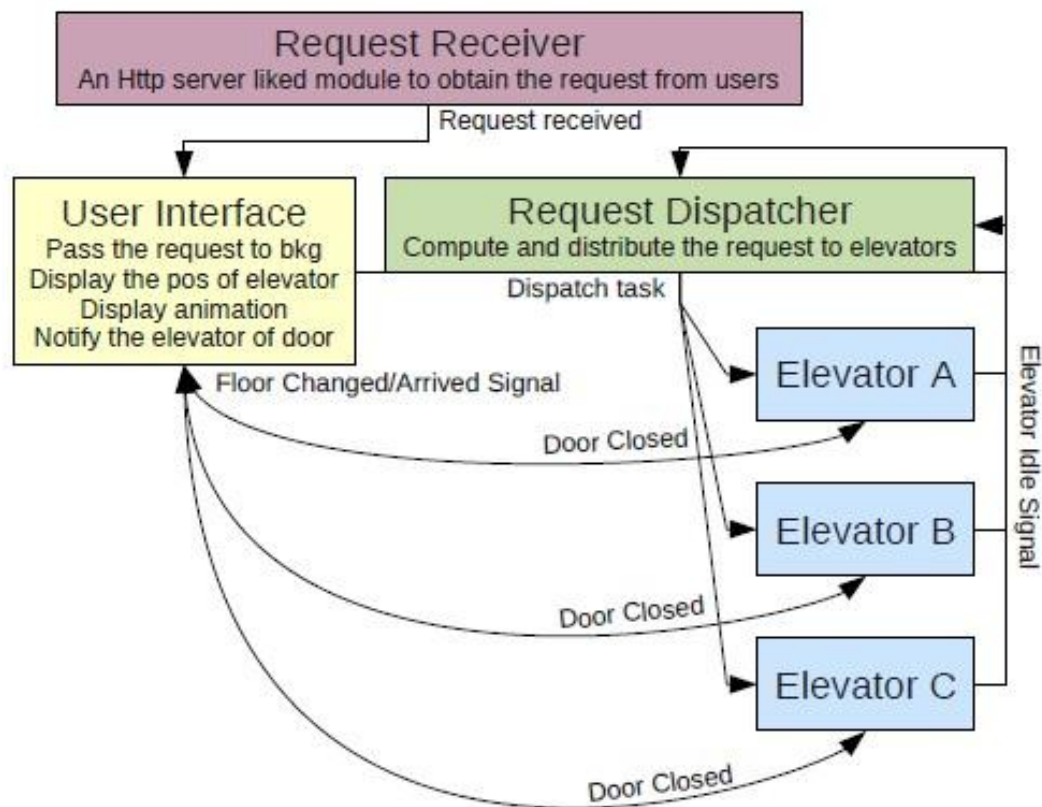 Request Receiver
An Http server liked module to obtain the request from users
Request received
User Interface
Pass the request to bkg
Display the pos of elevator
Display animation
Notify the elevator of door
Request Dispatcher
Compute and distribute the request to elevators
Dispatch task
Elevator A
Floor Changed/Arrived Signal
Door Closed
Elevator Idle Signal
Elevator B
Door Closed
Elevator C
Door Closed